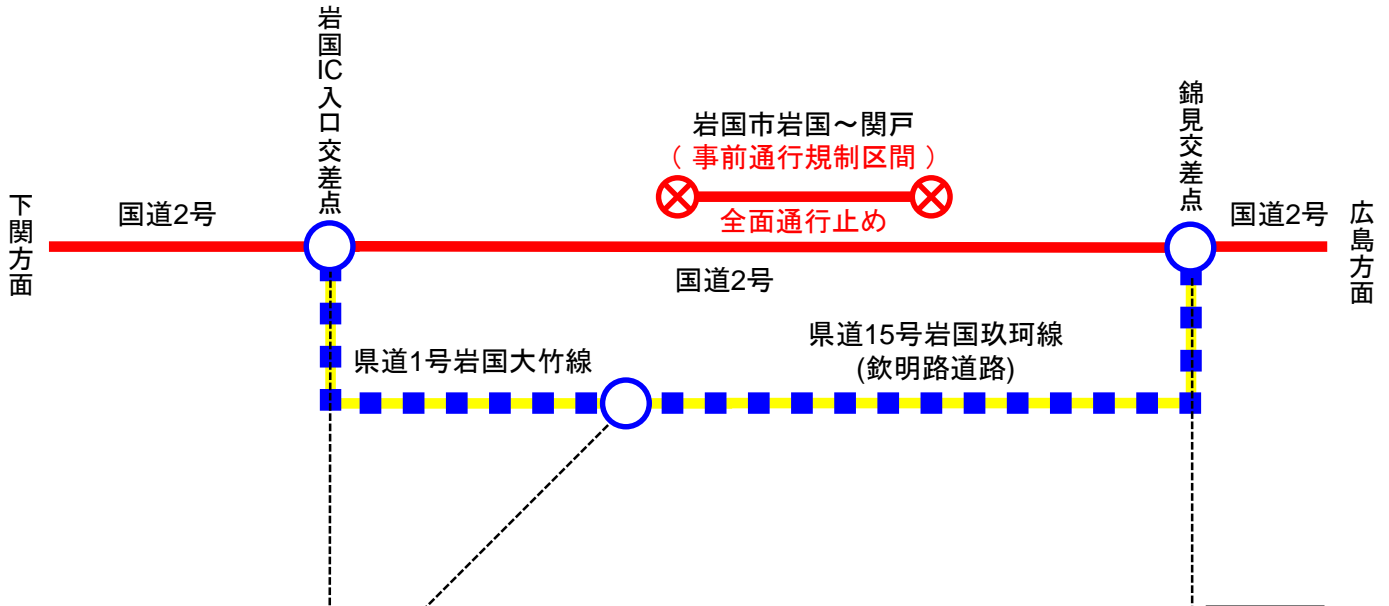 岩国IC入口交差点
錦見交差点
岩国市岩国～関戸
（ 事前通行規制区間 ）
全面通行止め
下関方面
国道2号
国道2号
広島方面
国道2号
県道1号岩国大竹線
県道15号岩国玖珂線
(欽明路道路)